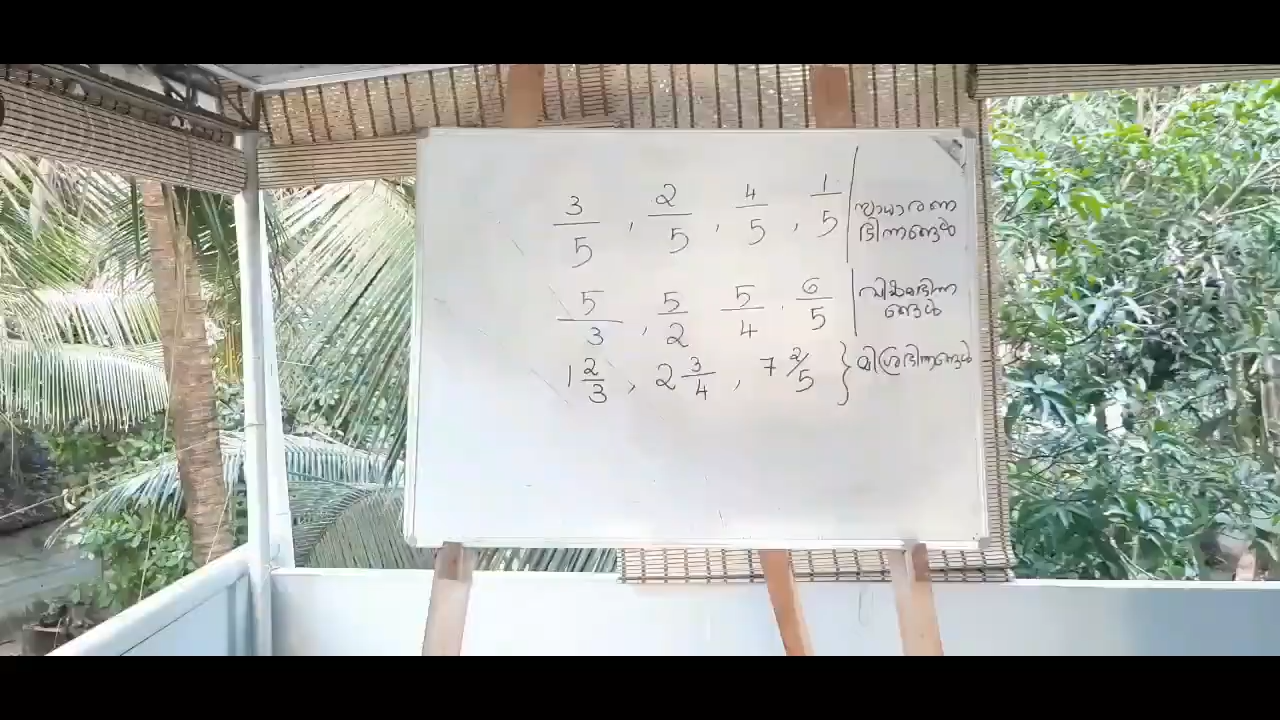 3/5 , 2/5 , 4/5 , 1/5 | സാധാരണ
ഭിന്നങ്ങൾ
5/3 , 5/2 5/4 . 6/5 | വിഷമഭിന്ന
ങ്ങൾ
1 2/3 , 2 3/4 , 7 2/5 } മിശ്രഭിന്നങ്ങൾ